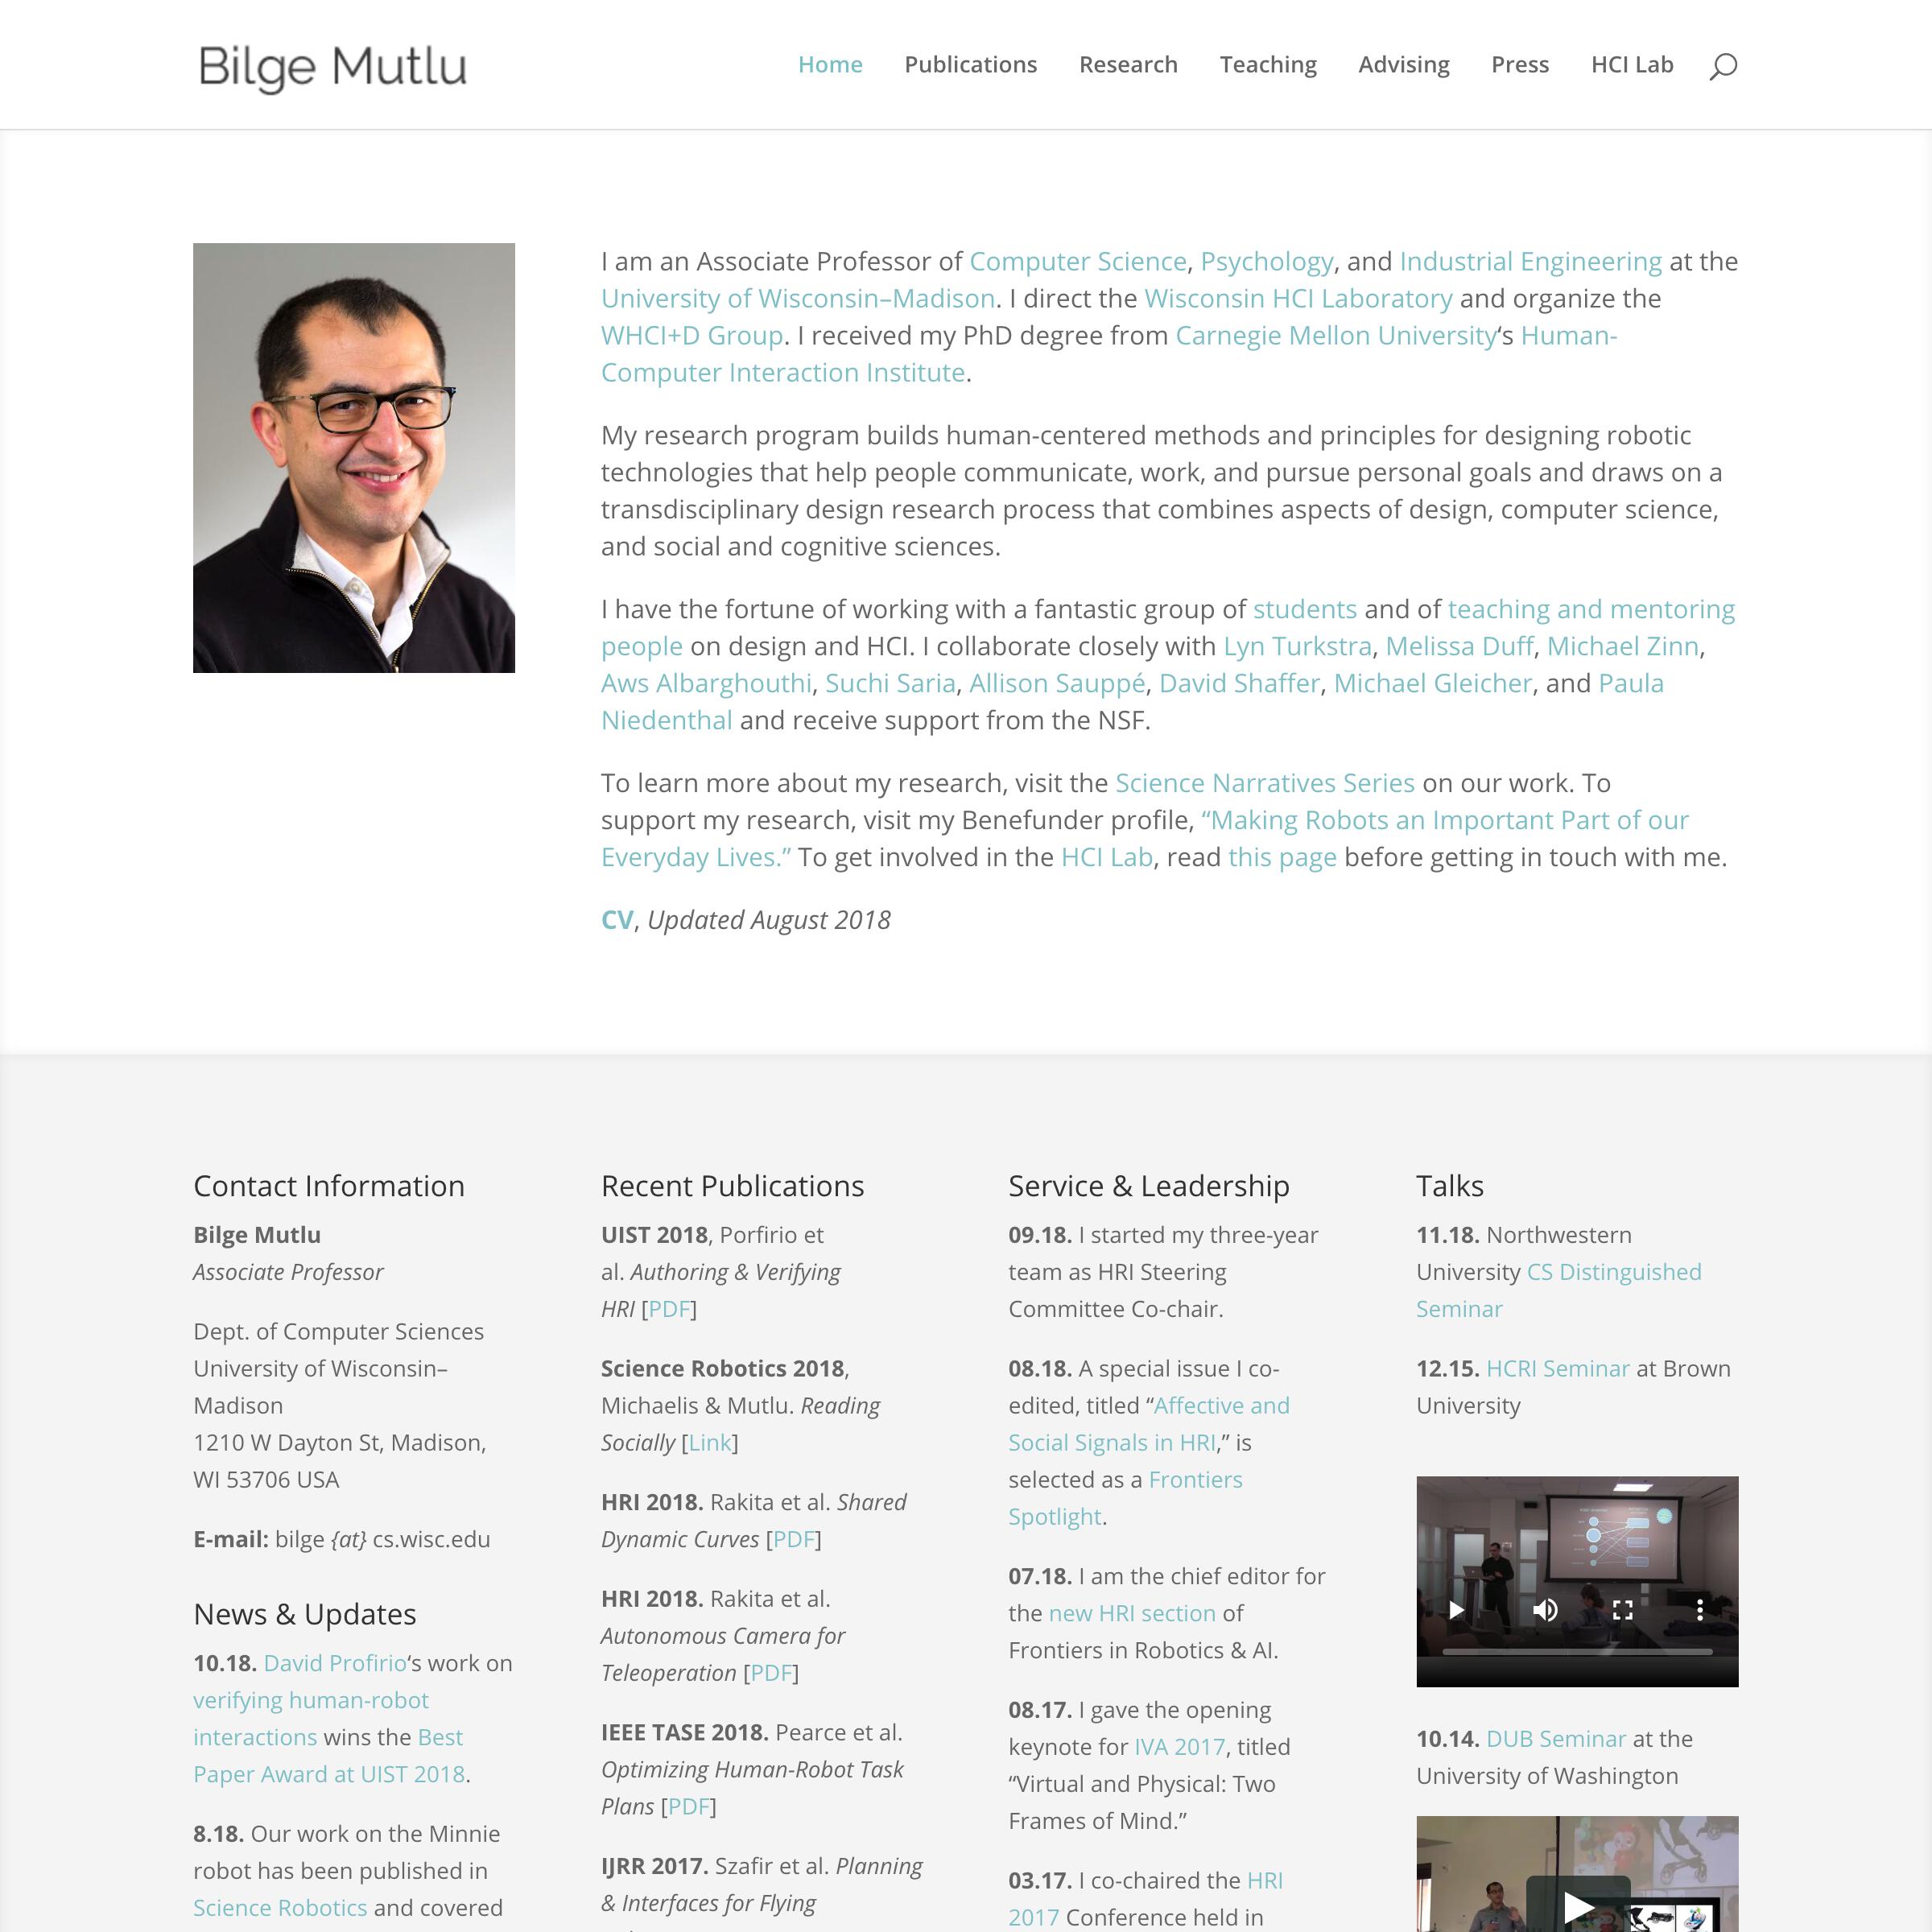 Bilge Mutlu
Home
Publications
Research
Teaching
Advising
Press
HCI Lab
I am an Associate Professor of Computer Science, Psychology, and Industrial Engineering at the
University of Wisconsin–Madison. I direct the Wisconsin HCI Laboratory and organize the
WHCI+D Group. I received my PhD degree from Carnegie Mellon University‘s Human-
Computer Interaction Institute.
My research program builds human-centered methods and principles for designing robotic
technologies that help people communicate, work, and pursue personal goals and draws on a
transdisciplinary design research process that combines aspects of design, computer science,
and social and cognitive sciences.
I have the fortune of working with a fantastic group of students and of teaching and mentoring
people on design and HCI. I collaborate closely with Lyn Turkstra, Melissa Duff, Michael Zinn,
Aws Albarghouthi, Suchi Saria, Allison Sauppé, David Shaffer, Michael Gleicher, and Paula
Niedenthal and receive support from the NSF.
To learn more about my research, visit the Science Narratives Series on our work. To
support my research, visit my Benefunder profile, “Making Robots an Important Part of our
Everyday Lives.” To get involved in the HCI Lab, read this page before getting in touch with me.
CV, Updated August 2018
Contact Information
Bilge Mutlu
Associate Professor
Dept. of Computer Sciences
University of Wisconsin–
Madison
1210 W Dayton St, Madison,
WI 53706 USA
E-mail: bilge {at} cs.wisc.edu
News & Updates
10.18. David Profirio‘s work on
verifying human-robot
interactions wins the Best
Paper Award at UIST 2018.
8.18. Our work on the Minnie
robot has been published in
Science Robotics and covered
Recent Publications
UIST 2018, Porfirio et
al. Authoring & Verifying
HRI [PDF]
Science Robotics 2018,
Michaelis & Mutlu. Reading
Socially [Link]
HRI 2018. Rakita et al. Shared
Dynamic Curves [PDF]
HRI 2018. Rakita et al.
Autonomous Camera for
Teleoperation [PDF]
IEEE TASE 2018. Pearce et al.
Optimizing Human-Robot Task
Plans [PDF]
IJRR 2017. Szafir et al. Planning
& Interfaces for Flying
Service & Leadership
09.18. I started my three-year
team as HRI Steering
Committee Co-chair.
08.18. A special issue I co-
edited, titled “Affective and
Social Signals in HRI,” is
selected as a Frontiers
Spotlight.
07.18. I am the chief editor for
the new HRI section of
Frontiers in Robotics & AI.
08.17. I gave the opening
keynote for IVA 2017, titled
“Virtual and Physical: Two
Frames of Mind.”
03.17. I co-chaired the HRI
2017 Conference held in
Talks
11.18. Northwestern
University CS Distinguished
Seminar
12.15. HCRI Seminar at Brown
University
10.14. DUB Seminar at the
University of Washington